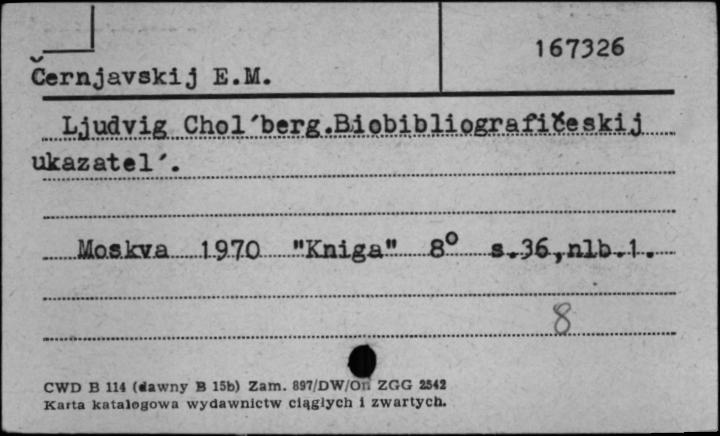 167326
Černjavskij E.M.
Ljudvig Chol´berg.Biobibliografičeskij
ukazatel´.
Moskva 1970 "Kniga" 8° s.36,nlb.1.
8
CWD B 114 (dawny B 15b) Zam. 897/DW/On ZGG 2542
Karta katalogowa wydawnictw ciągłych i zwartych.